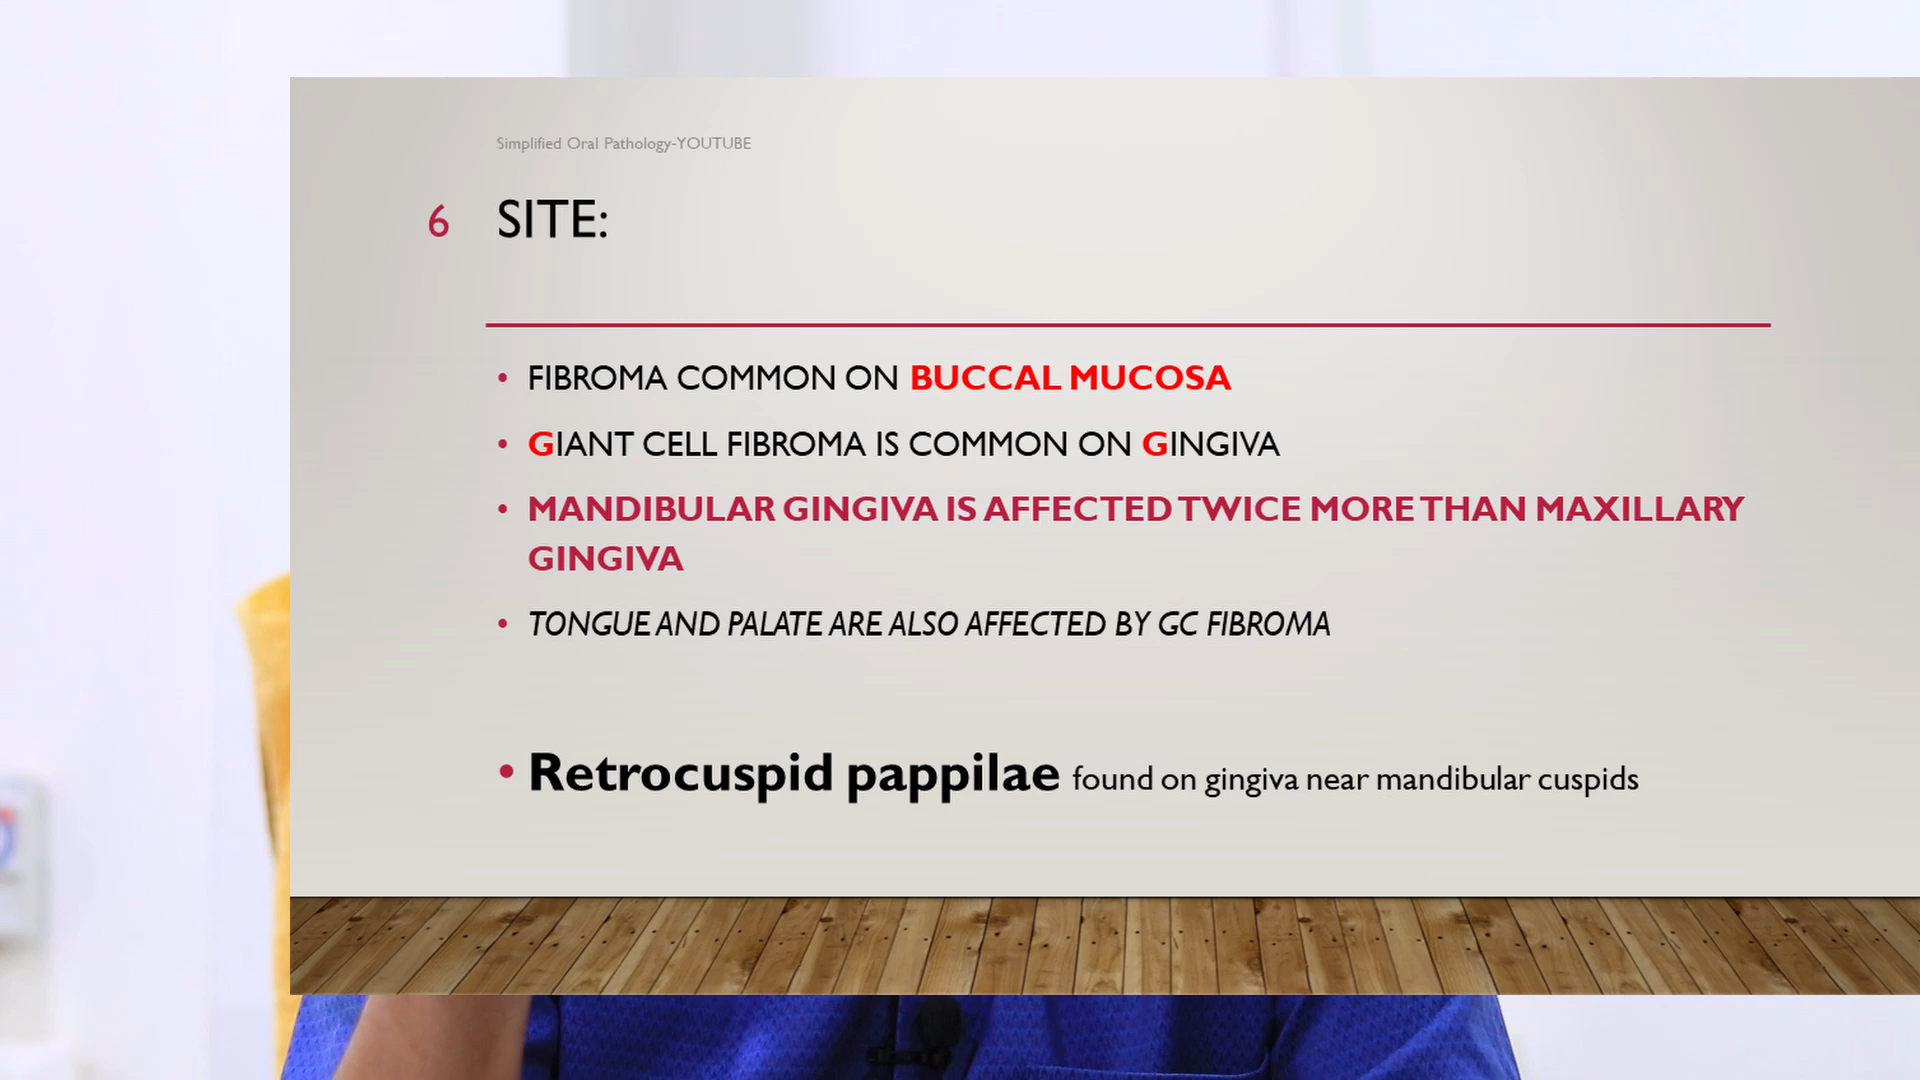 Simplified Oral Pathology-YOUTUBE
6 SITE:
• FIBROMA COMMON ON BUCCAL MUCOSA
• GIANT CELL FIBROMA IS COMMON ON GINGIVA
• MANDIBULAR GINGIVA IS AFFECTED TWICE MORE THAN MAXILLARY
GINGIVA
• TONGUE AND PALATE ARE ALSO AFFECTED BY GC FIBROMA
• Retrocuspid pappilae found on gingiva near mandibular cuspids